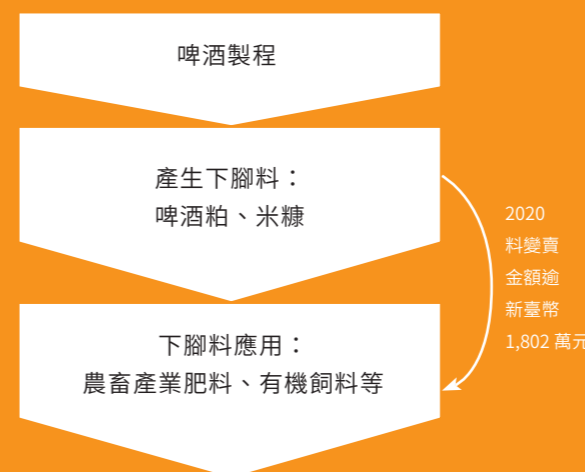 啤酒製程
產生下腳料：
啤酒粕、米糠
2020
料變賣
金額逾
新臺幣
1,802 萬元
下腳料應用：
農畜產業肥料、有機飼料等